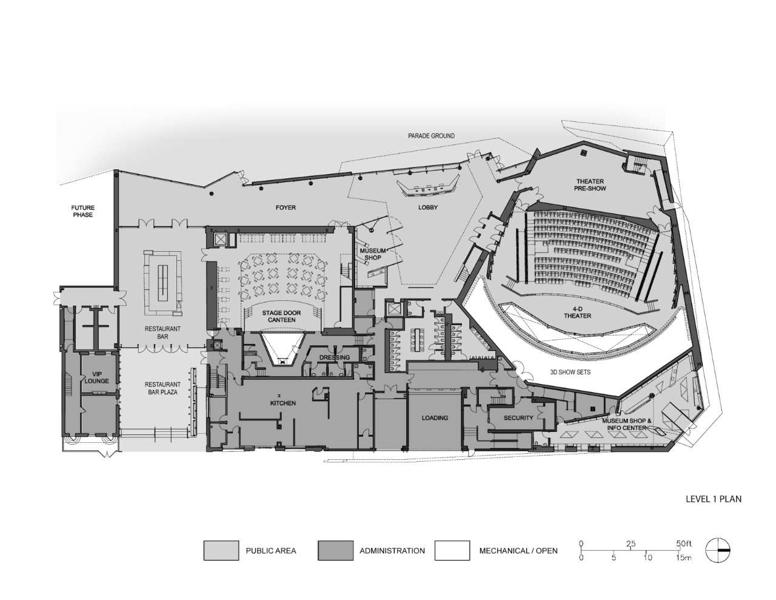 PARADE GROUND
THEATER
PRE-SHOW
FUTURE
PHASE
FOYER
LOBBY
MUSEUM
SHOP
STAGE DOOR
CANTEEN
4-D
THEATER
RESTAURANT
BAR
DRESSING
3D SHOW SETS
VIP
LOUNGE
RESTAURANT
BAR PLAZA
KITCHEN
LOADING
SECURITY
MUSEUM SHOP &
INFO CENTER
LEVEL 1 PLAN
PUBLIC AREA
ADMINISTRATION
MECHANICAL / OPEN
0 25 50ft
0 5 10 15m